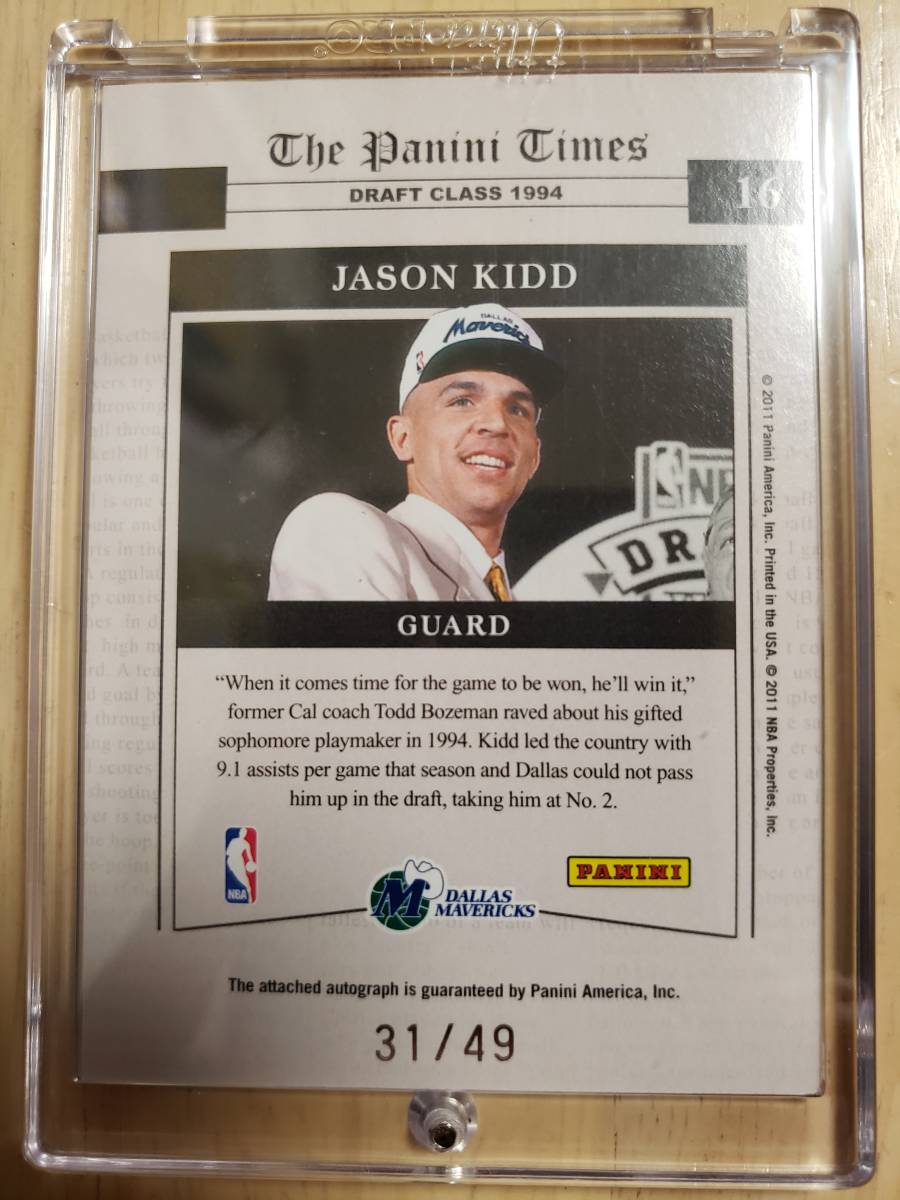 The Panini Times
DRAFT CLASS 1994
16
JASON KIDD
DALLAS
Maverick
NB
DR
GUARD
“When it comes time for the game to be won, he’ll win it,”
former Cal coach Todd Bozeman raved about his gifted
sophomore playmaker in 1994. Kidd led the country with
9.1 assists per game that season and Dallas could not pass
him up in the draft, taking him at No. 2.
NBA
M
DALLAS
MAVERICKS
PANINI
© 2011 Panini America, Inc. Printed in the USA. © 2011 NBA Properties, Inc.
The attached autograph is guaranteed by Panini America, Inc.
31/49